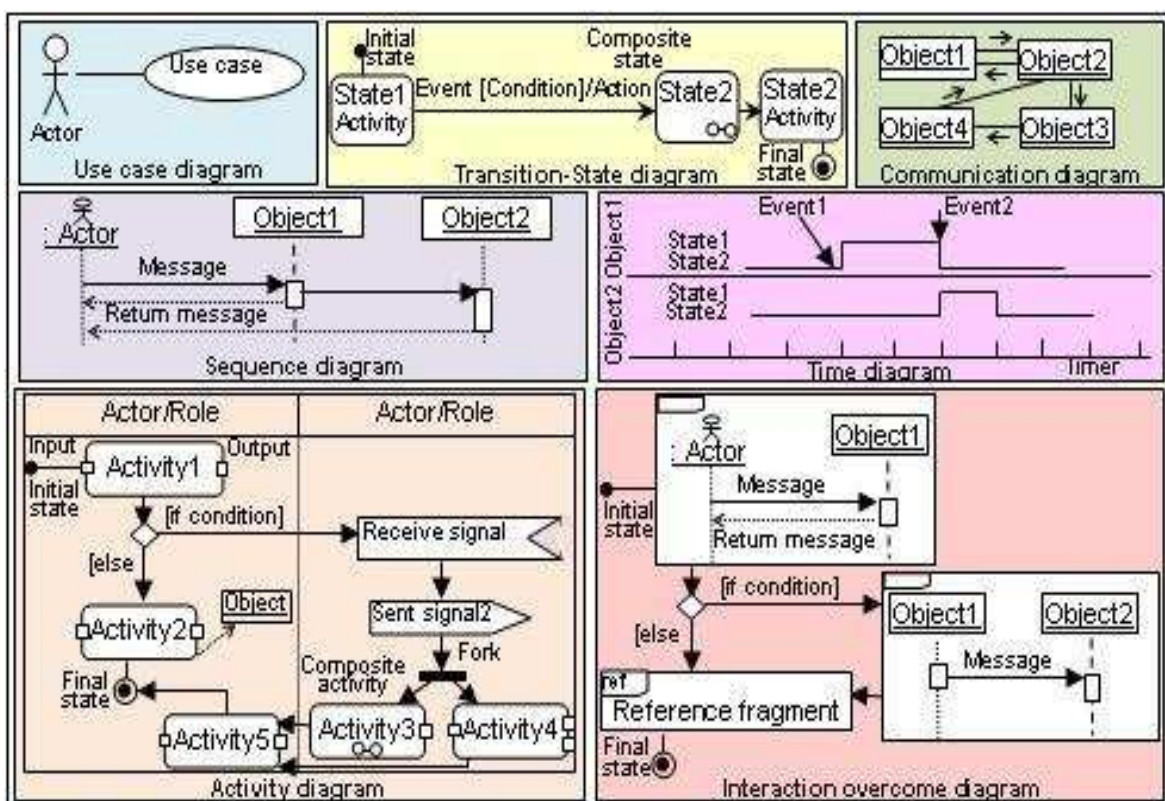 Actor
Use case
Use case diagram
Initial
state
State1
Activity
Event [Condition]/Action
Composite
state
State2
State2
Activity
Final
state
Transition-State diagram
Object1
Object2
Object4
Object3
Communication diagram
: Actor
Object1
Object2
Message
Return message
Sequence diagram
Object1
Event1
Event2
State1
State2
Object2
State1
State2
Time diagram
Timer
Actor/Role
Actor/Role
Input
Activity1
Output
Initial
state
[if condition]
Receive signal
[else]
Activity2
Object
Sent signal2
Fork
Final
state
Composite
activity
Activity5
Activity3
Activity4
Activity diagram
: Actor
Object1
Message
Return message
Initial
state
[if condition]
[else]
Object1
Object2
Message
ref
Reference fragment
Final
state
Interaction overcome diagram